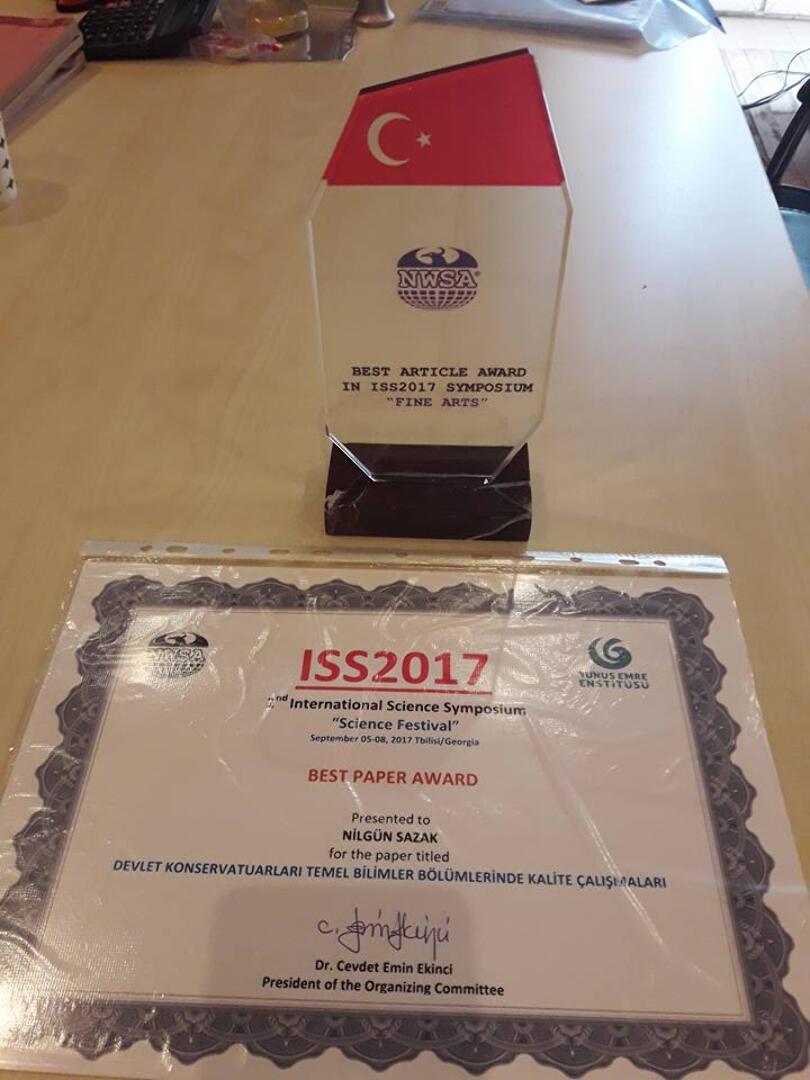 NWSA
BEST ARTICLE AWARD
IN ISS2017 SYMPOSIUM
"FINE ARTS"
NWSA
ISS2017
YUNUS EMRE
ENSTİTÜSÜ
2nd International Science Symposium
"Science Festival"
September 05-08, 2017 Tbilisi/Georgia
BEST PAPER AWARD
Presented to
NİLGÜN SAZAK
for the paper titled
DEVLET KONSERVATUARLARI TEMEL BİLİMLER BÖLÜMLERİNDE KALİTE ÇALIŞMALARI
Dr. Cevdet Emin Ekinci
President of the Organizing Committee